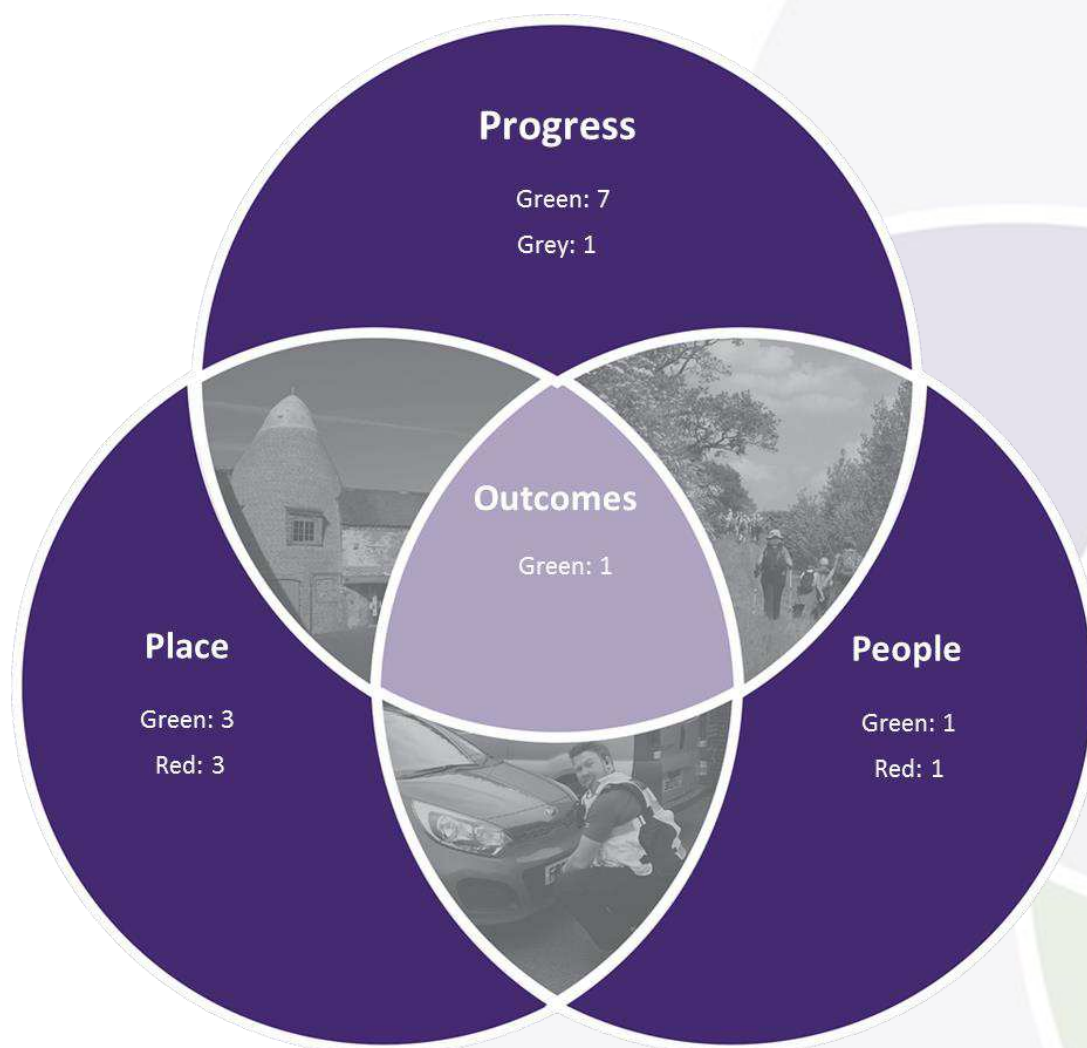 Progress
Green: 7
Grey: 1
Outcomes
Green: 1
Place
Green: 3
Red: 3
People
Green: 1
Red: 1